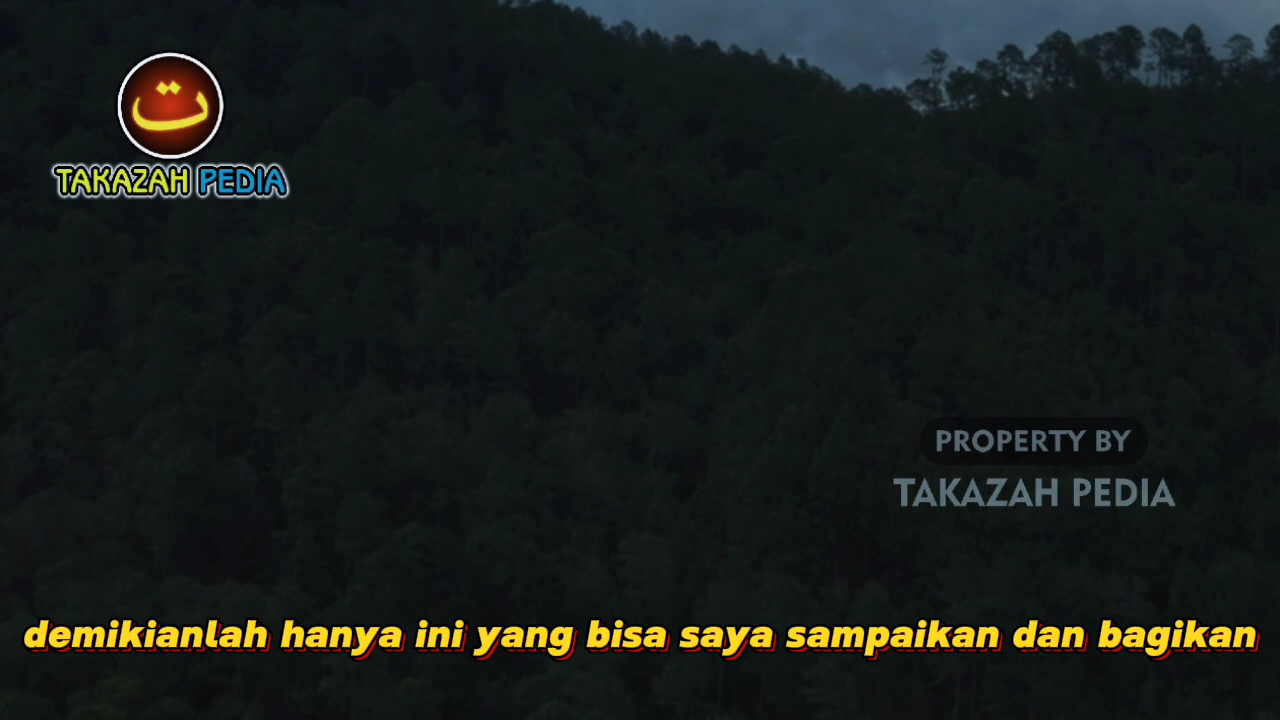 ت
TAKAZAH PEDIA
PROPERTY BY
TAKAZAH PEDIA
demikianlah hanya ini yang bisa saya sampaikan dan bagikan